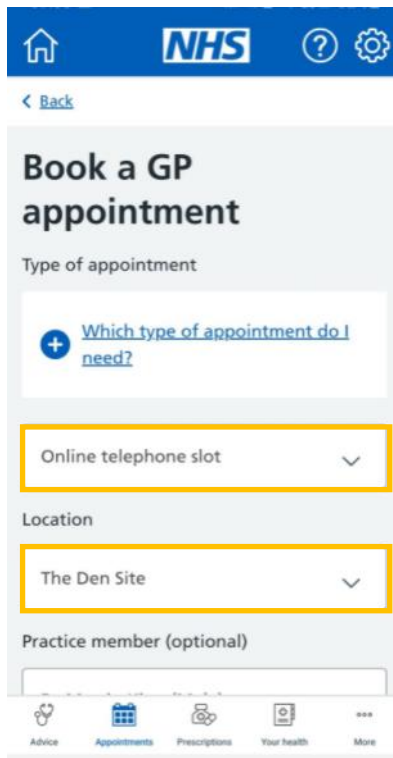 NHS
Back
Book a GP
appointment
Type of appointment
Which type of appointment do I
need?
Online telephone slot
Location
The Den Site
Practice member (optional)
Advice
Appointments
Prescriptions
Your health
More